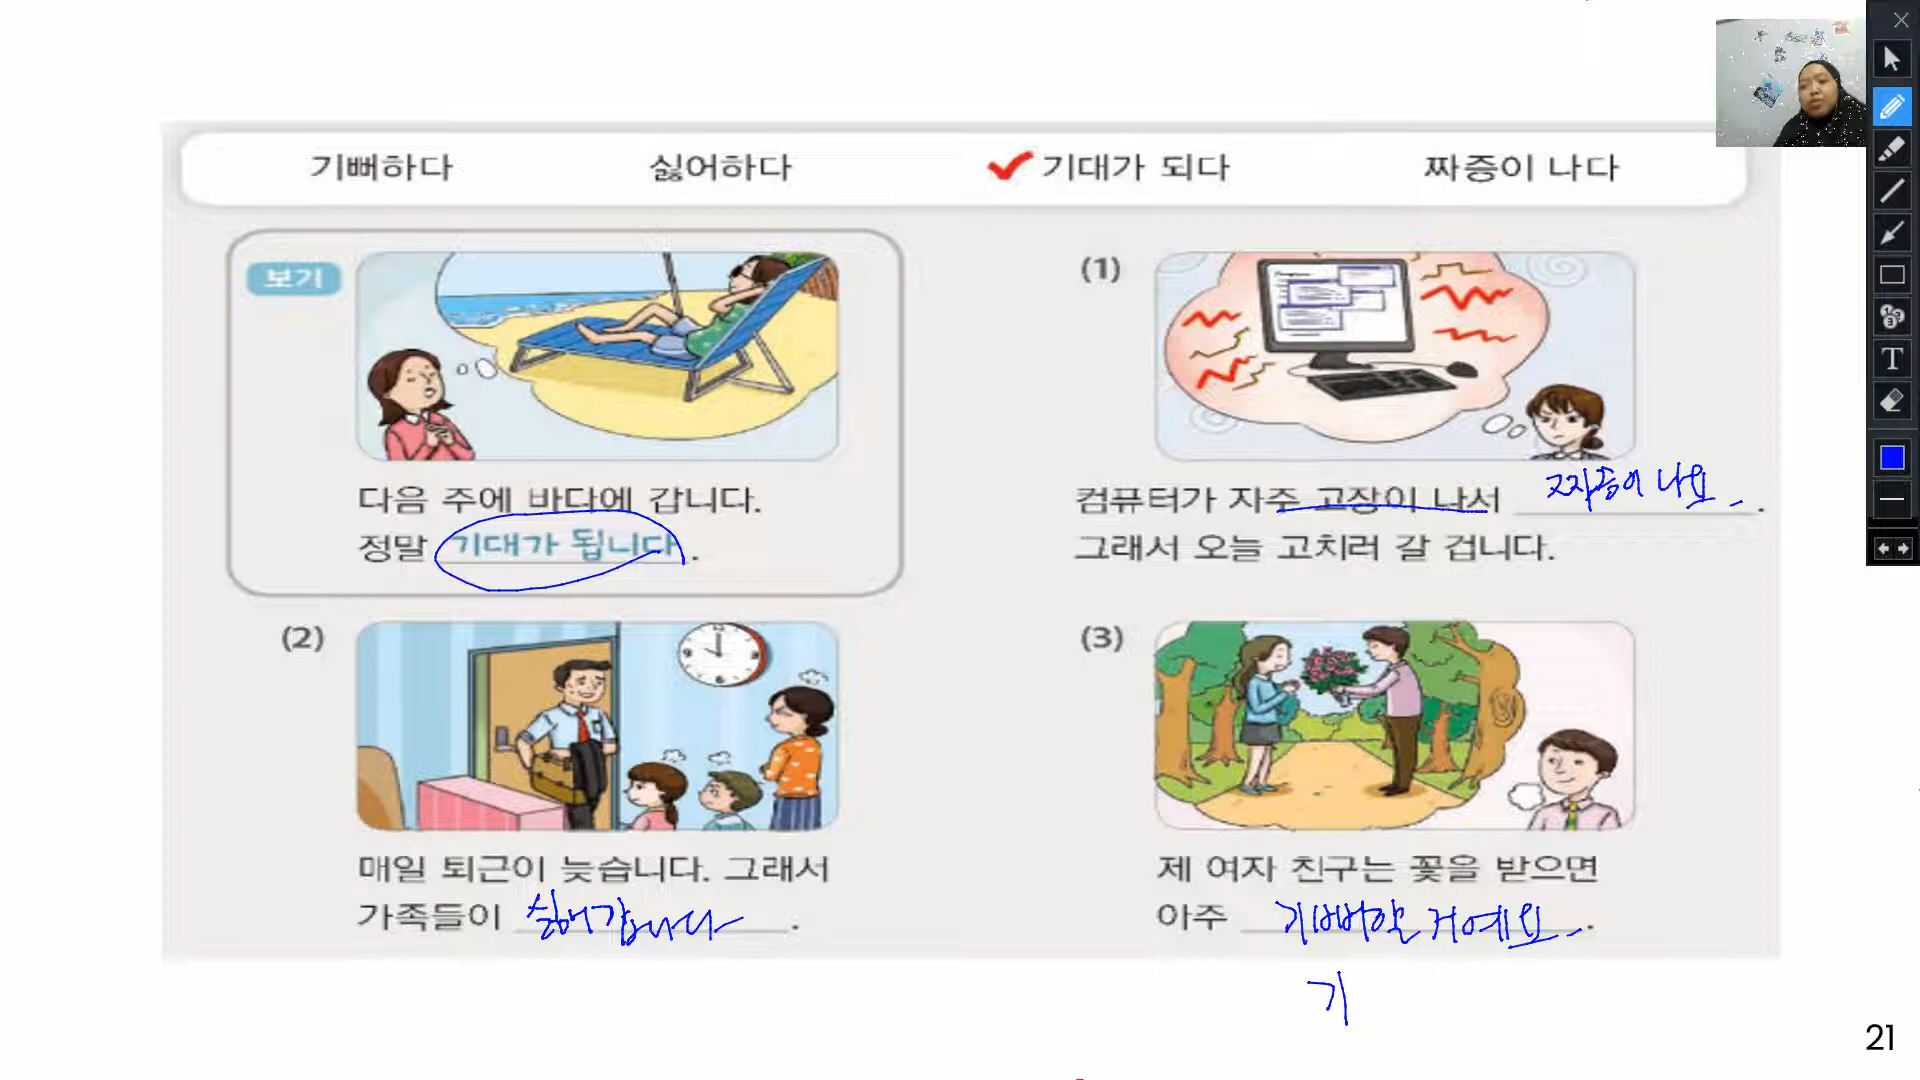 기뻐하다 싫어하다 기대가 되다 짜증이 나다
보기
다음 주에 바다에 갑니다.
정말 기대가 됩니다.
(1)
컴퓨터가 자주 고장이 나서 짜증이 나요.
그래서 오늘 고치러 갈 겁니다.
(2)
매일 퇴근이 늦습니다. 그래서
가족들이
(3)
제 여자 친구는 꽃을 받으면
아주 기뻐할 거예요.
기
21